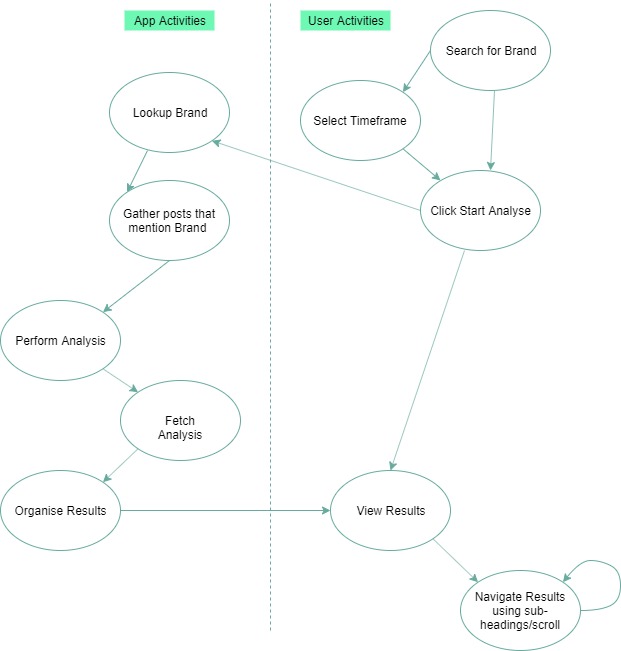 App Activities
User Activities
Search for Brand
Lookup Brand
Select Timeframe
Gather posts that
mention Brand
Click Start Analyse
Perform Analysis
Fetch
Analysis
Organise Results
View Results
Navigate Results
using sub-
headings/scroll